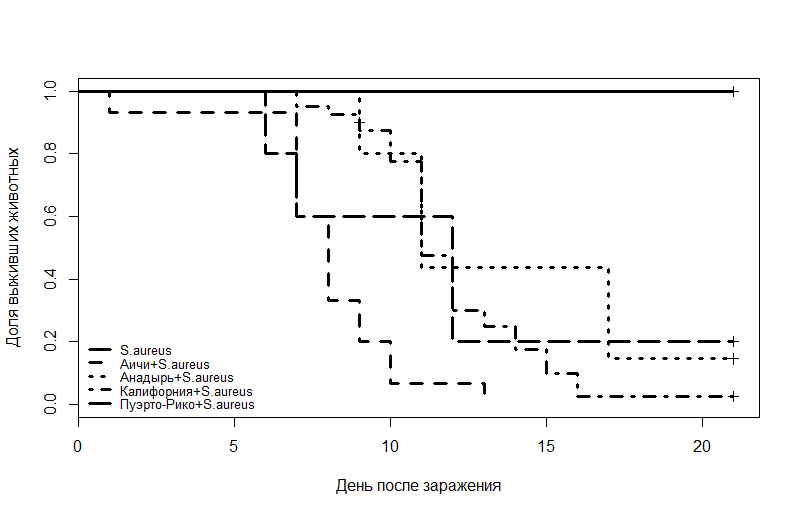 Доля выживших животных
1.0
0.8
0.6
0.4
0.2
0.0
S.aureus
Аичи+S.aureus
Анадырь+S.aureus
Калифорния+S.aureus
Пуэрто-Рико+S.aureus
0 5 10 15 20
День после заражения